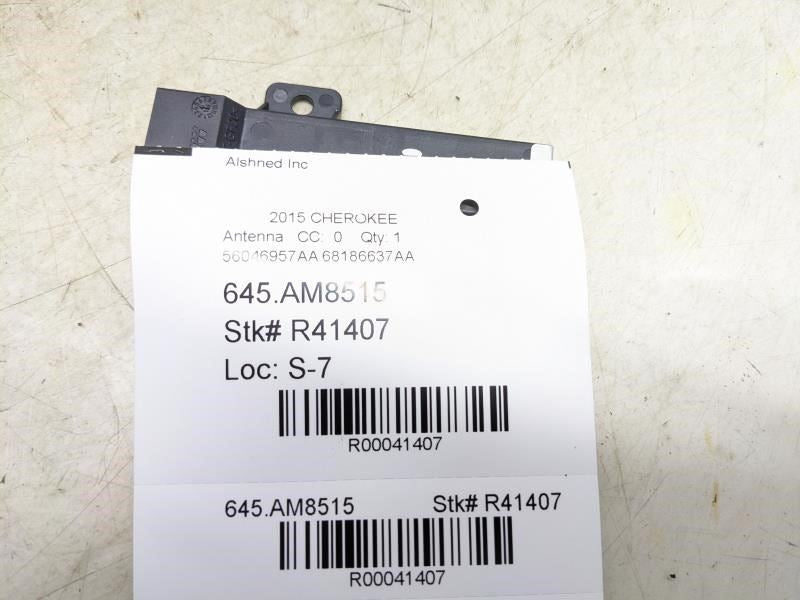 Alshned Inc
2015 CHEROKEE
Antenna CC: 0 Qty: 1
56046957AA 68186637AA
645.AM8515
Stk# R41407
Loc: S-7
R00041407
645.AM8515 Stk# R41407
R00041407